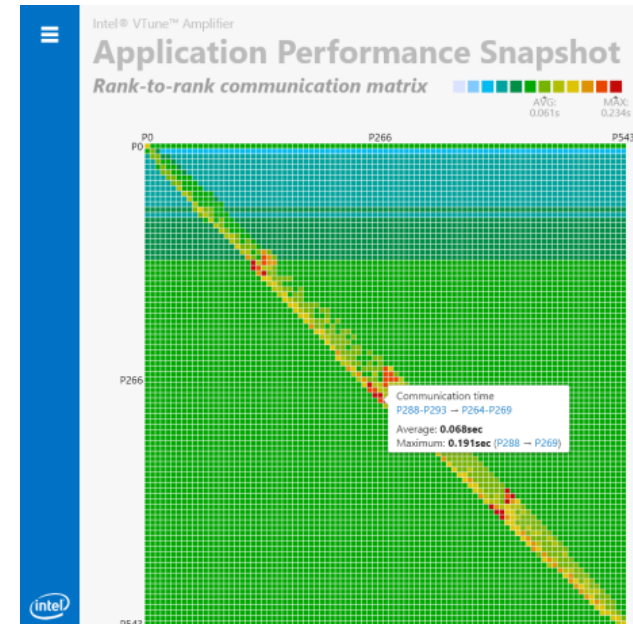 Intel® VTune™ Amplifier
Application Performance Snapshot
Rank-to-rank communication matrix
AVG:
0.061s
MAX:
0.234s
P0
P266
P543
P0
P266
Communication time
P288-P293 → P264-P269
Average: 0.068sec
Maximum: 0.191sec (P288 → P269)
P543
intel